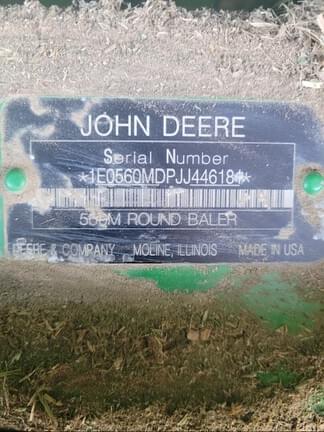 JOHN DEERE
Serial Number
*1E0560MDPJJ446184*
560M ROUND BALER
DEERE & COMPANY MOLINE, ILLINOIS MADE IN USA